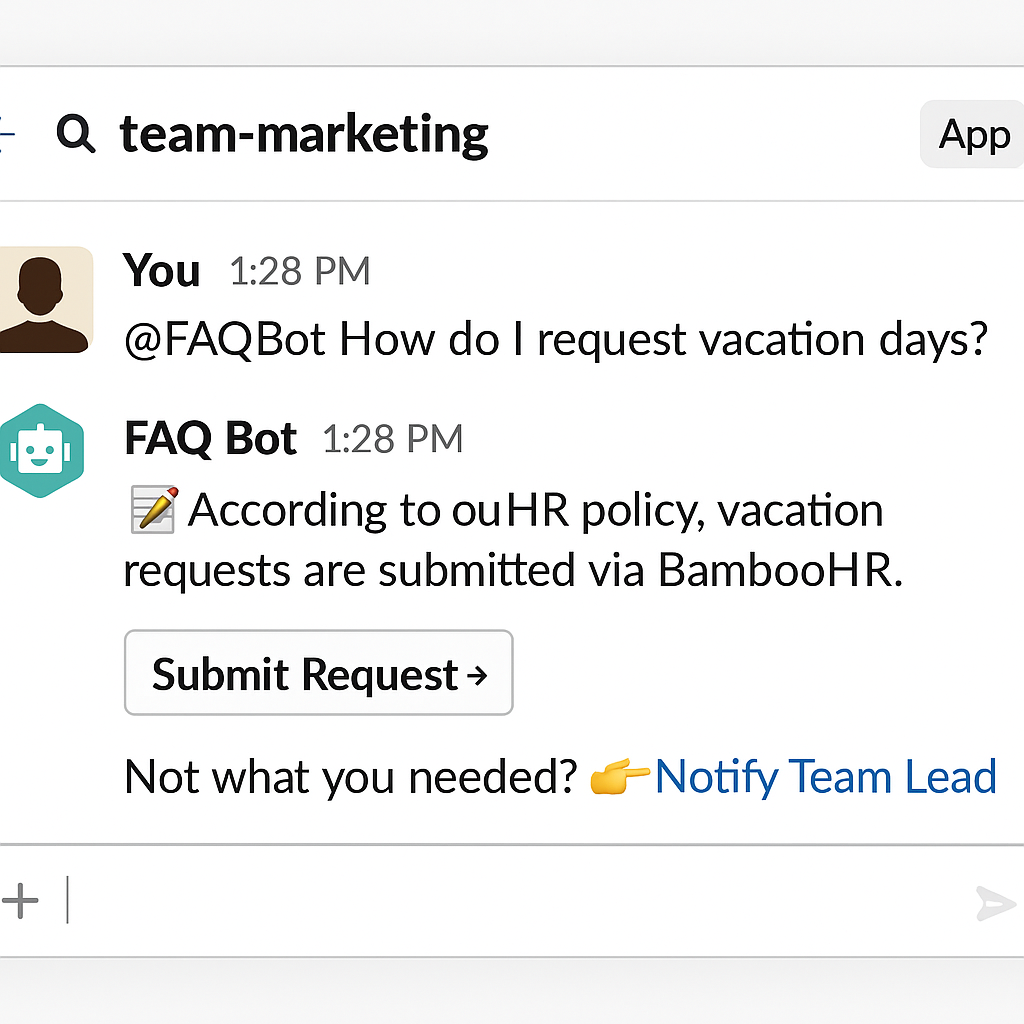 team-marketing
App
You 1:28 PM
@FAQBot How do I request vacation days?
FAQ Bot 1:28 PM
📝 According to ouHR policy, vacation
requests are submitted via BambooHR.
Submit Request →
Not what you needed? 👉 Notify Team Lead